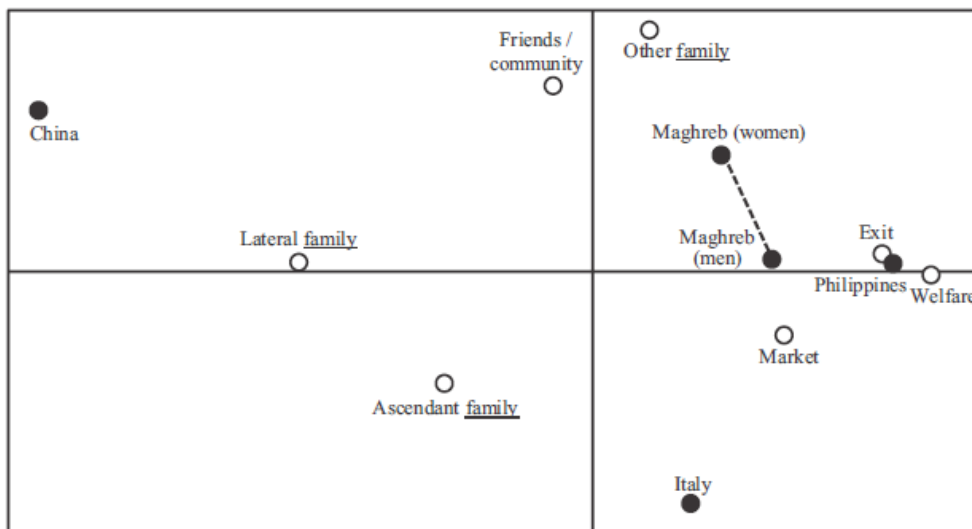 Friends /
community
Other family
China
Maghreb (women)
Lateral family
Maghreb
(men)
Exit
Philippines
Welfare
Market
Ascendant family
Italy